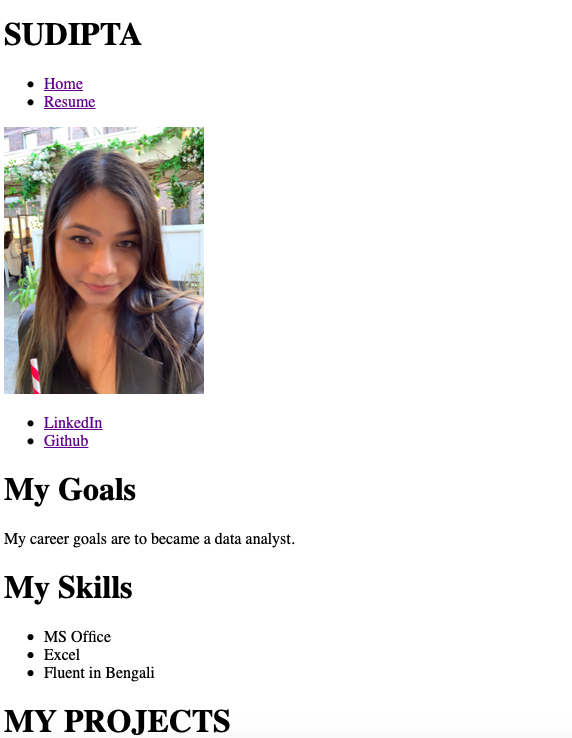 SUDIPTA
Home
Resume
LinkedIn
Github
My Goals
My career goals are to became a data analyst.
My Skills
MS Office
Excel
Fluent in Bengali
MY PROJECTS